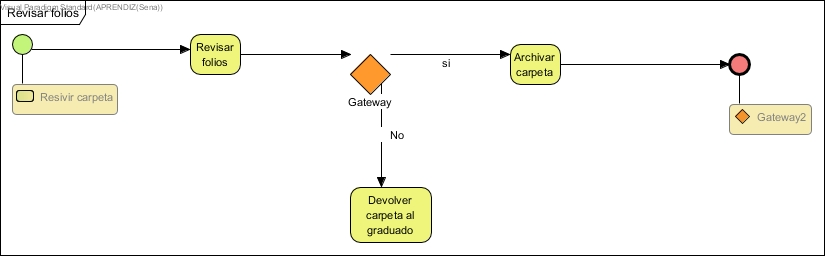 Visual Paradigm Standard(APRENDIZ(Sena))
Revisar folios
Revisar
folios
si
Archivar
carpeta
Resivir carpeta
Gateway
Gateway2
No
Devolver
carpeta al
graduado